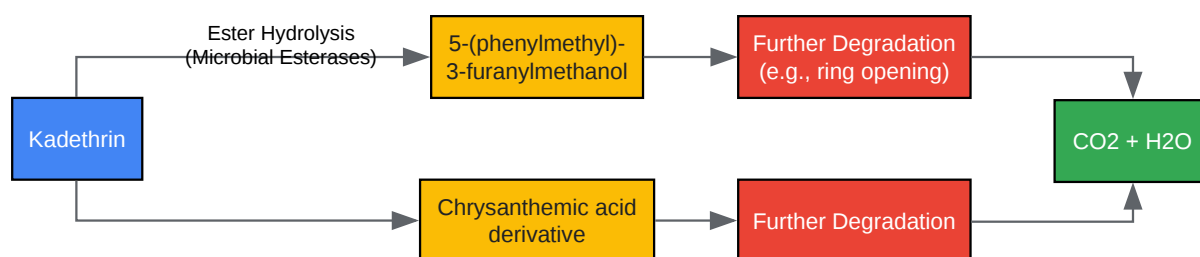 Ester Hydrolysis
(Microbial Esterases)
5-(phenylmethyl)-
3-furanylmethanol
Further Degradation
(e.g., ring opening)
Kadethrin
CO2 + H2O
Chrysanthemic acid
derivative
Further Degradation